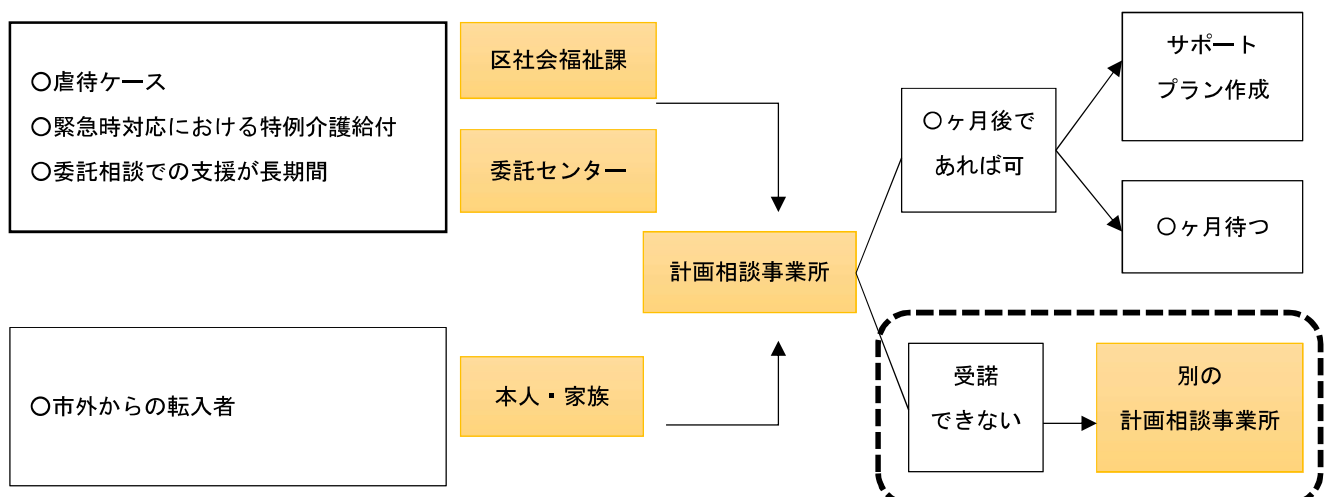 〇虐待ケース
〇緊急時対応における特例介護給付
〇委託相談での支援が長期間
区社会福祉課
委託センター
計画相談事業所
〇市外からの転入者
本人・家族
〇ヶ月後で
あれば可
サポート
プラン作成
〇ヶ月待つ
受諾
できない
別の
計画相談事業所